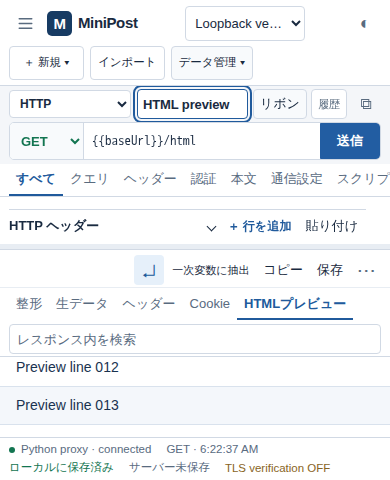 M MiniPost Loopback ve…
＋ 新規 ▾ インポート データ管理 ▾
HTTP HTML preview リボン 履歴
GET {{baseUrl}}/html 送信
すべて クエリ ヘッダー 認証 本文 通信設定 スクリプ
HTTP ヘッダー + 行を追加 貼り付け
一次変数に抽出 コピー 保存 ···
整形 生データ ヘッダー Cookie HTMLプレビュー
レスポンス内を検索
Preview line 012
Preview line 013
Python proxy · connected GET · 6:22:37 AM
ローカルに保存済み サーバー未保存 TLS verification OFF